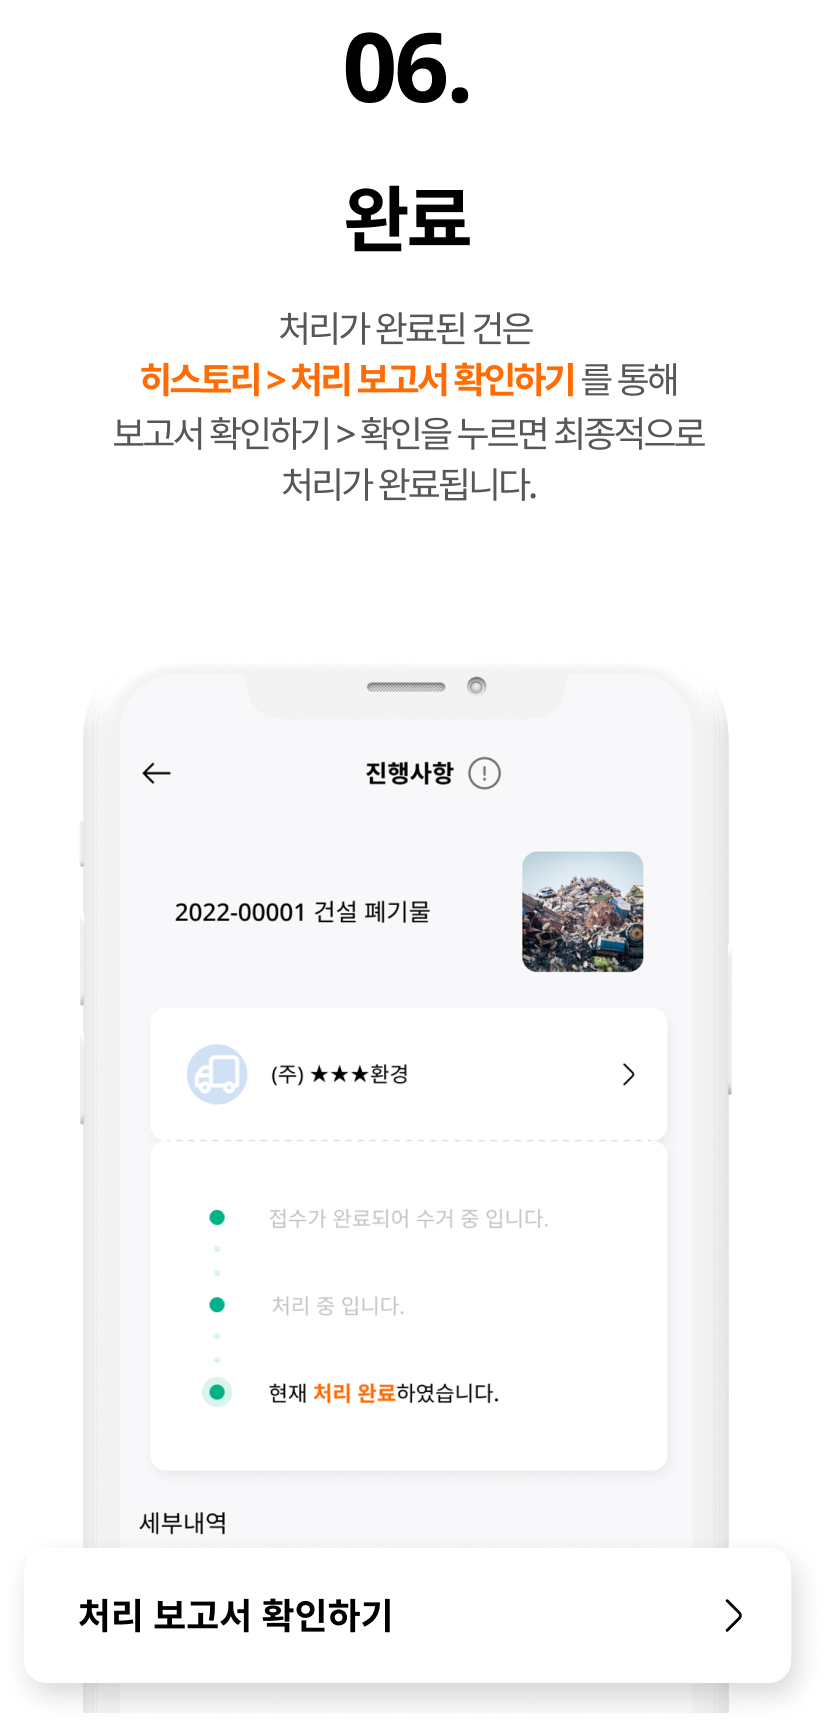 06.
완료
처리가 완료된 건은
히스토리 > 처리 보고서 확인하기 를 통해
보고서 확인하기 > 확인을 누르면 최종적으로
처리가 완료됩니다.
진행사항
2022-00001 건설 폐기물
(주) ★★★환경
접수가 완료되어 수거 중 입니다.
처리 중 입니다.
현재 처리 완료하였습니다.
세부내역
처리 보고서 확인하기